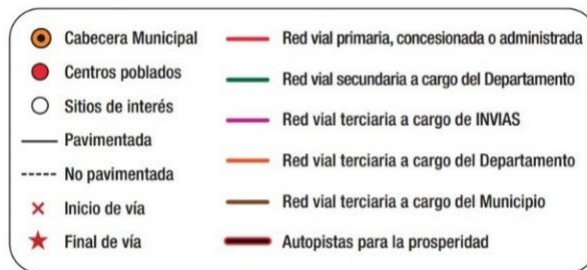 Cabecera Municipal
Centros poblados
Sitios de interés
Pavimentada
No pavimentada
Inicio de vía
Final de vía
Red vial primaria, concesionada o administrada
Red vial secundaria a cargo del Departamento
Red vial terciaria a cargo de INVIAS
Red vial terciaria a cargo del Departamento
Red vial terciaria a cargo del Municipio
Autopistas para la prosperidad